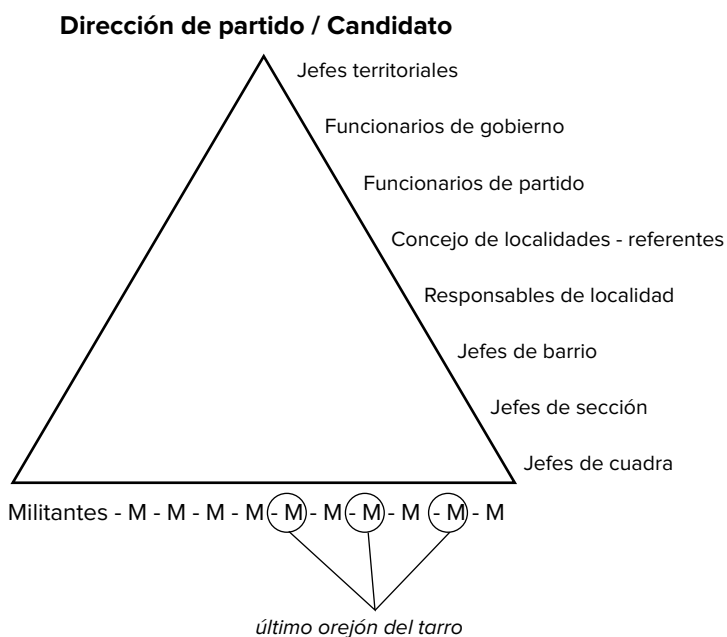 Dirección de partido / Candidato
Jefes territoriales
Funcionarios de gobierno
Funcionarios de partido
Concejo de localidades - referentes
Responsables de localidad
Jefes de barrio
Jefes de sección
Jefes de cuadra
Militantes - M - M - M - M - M - M - M - M - M - M
último orejón del tarro